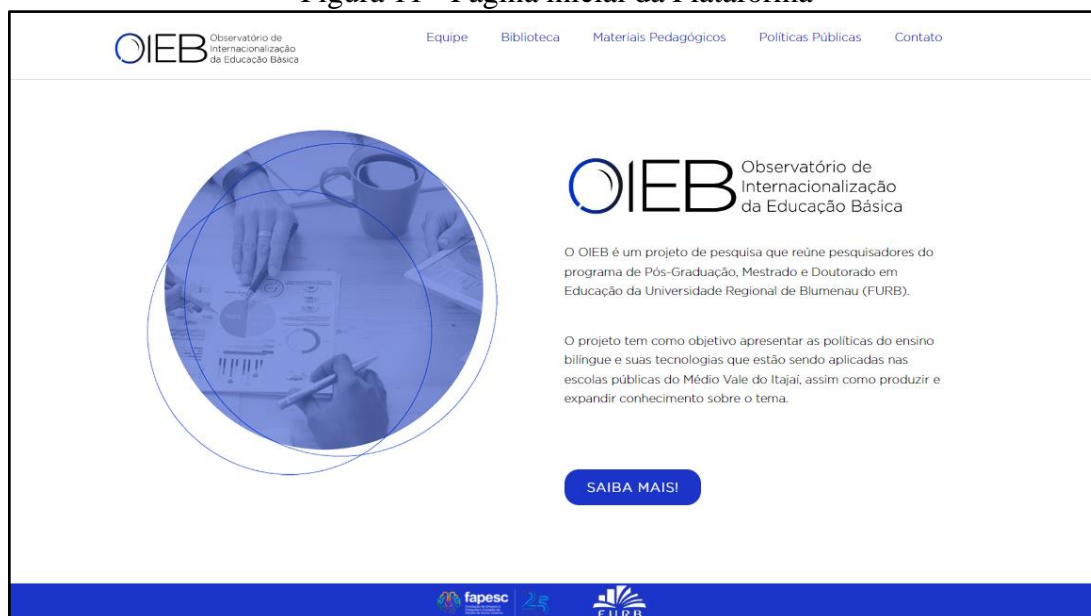 Figura 11 - Página inicial da Plataforma
OIEB Observatório de
Internacionalização
da Educação Básica
Equipe Biblioteca Materiais Pedagógicos Políticas Públicas Contato
OIEB Observatório de
Internacionalização
da Educação Básica
O OIEB é um projeto de pesquisa que reúne pesquisadores do
programa de Pós-Graduação, Mestrado e Doutorado em
Educação da Universidade Regional de Blumenau (FURB).
O projeto tem como objetivo apresentar as políticas do ensino
bilíngue e suas tecnologias que estão sendo aplicadas nas
escolas públicas do Médio Vale do Itajaí, assim como produzir e
expandir conhecimento sobre o tema.
SAIBA MAIS!
fapesc
FURB